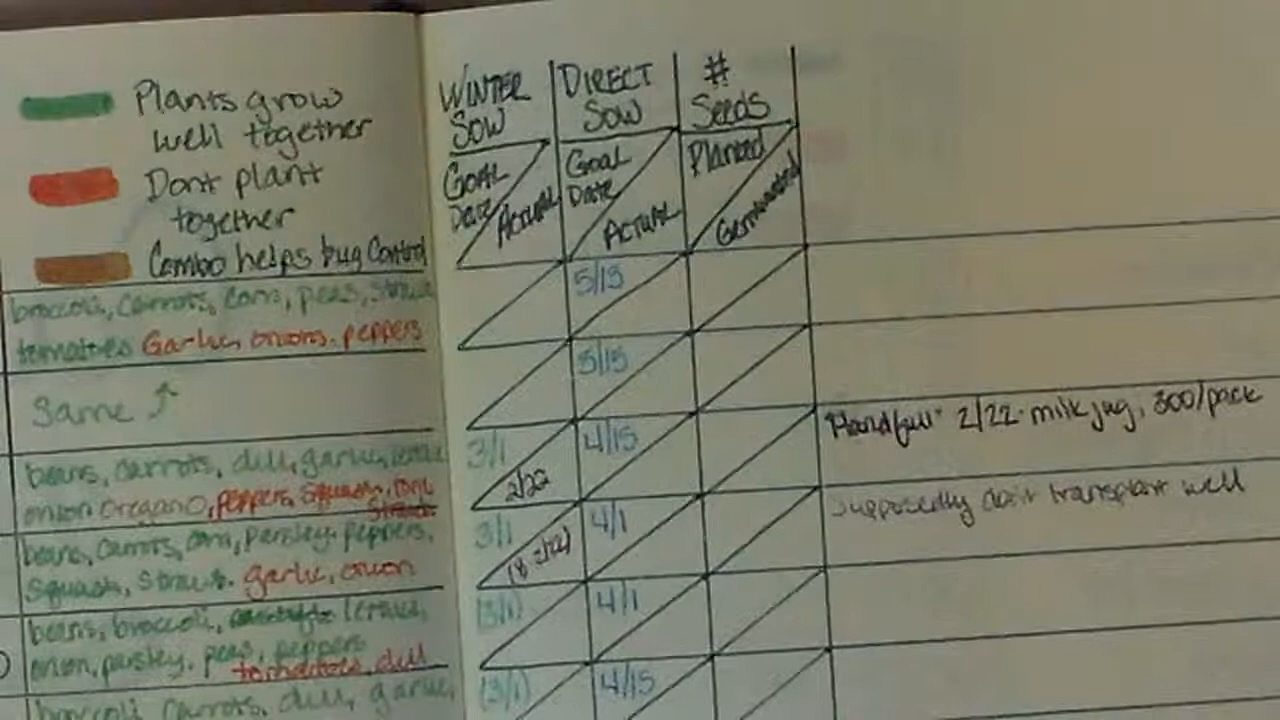 Plants grow
well together
Dont plant
together
Combo helps bug Control
broccoli, Carrots, Corn, peas,
tomatoes Garlic, onions, peppers
Same ↑
beans, carrots, dill, garlic,
onion oregano, peppers, squash,
beans, carrots, corn, parsley, peppers,
squash, garlic, onion
beans, broccoli, lettuce,
onion, parsley, peas, peppers
tomatoes, dill
broccoli, carrots, dill, garlic,
WINTER SOW
DIRECT SOW
# Seeds
GOAL DATE ACTUAL
GOAL DATE ACTUAL
Planted Germinated
5/15
5/15
3/1 2/22 4/15 "Handfull" 2/22 - milk jug, 300/pack
3/1 4/1 supposedly don't transplant well
(3/1) 4/1
(3/1) 4/15